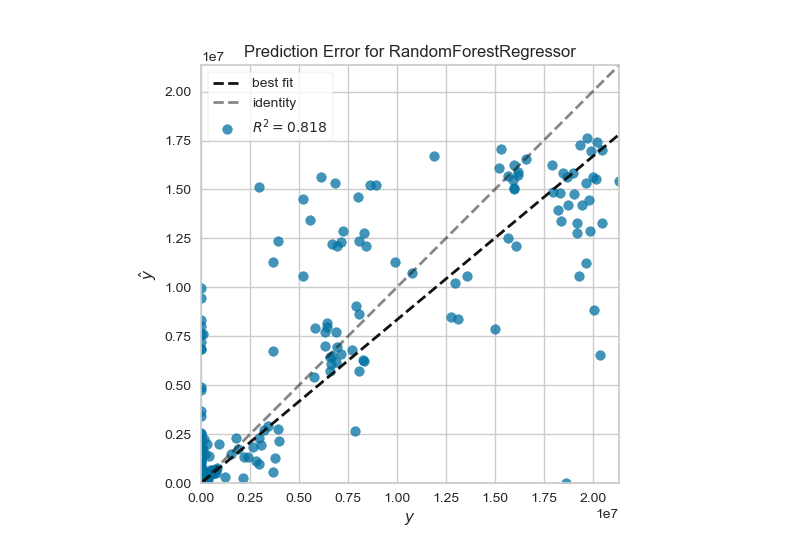 Prediction Error for RandomForestRegressor
1e7
best fit
identity
R² = 0.818
2.00
1.75
1.50
1.25
1.00
0.75
0.50
0.25
0.00
ŷ
0.00 0.25 0.50 0.75 1.00 1.25 1.50 1.75 2.00
1e7
y